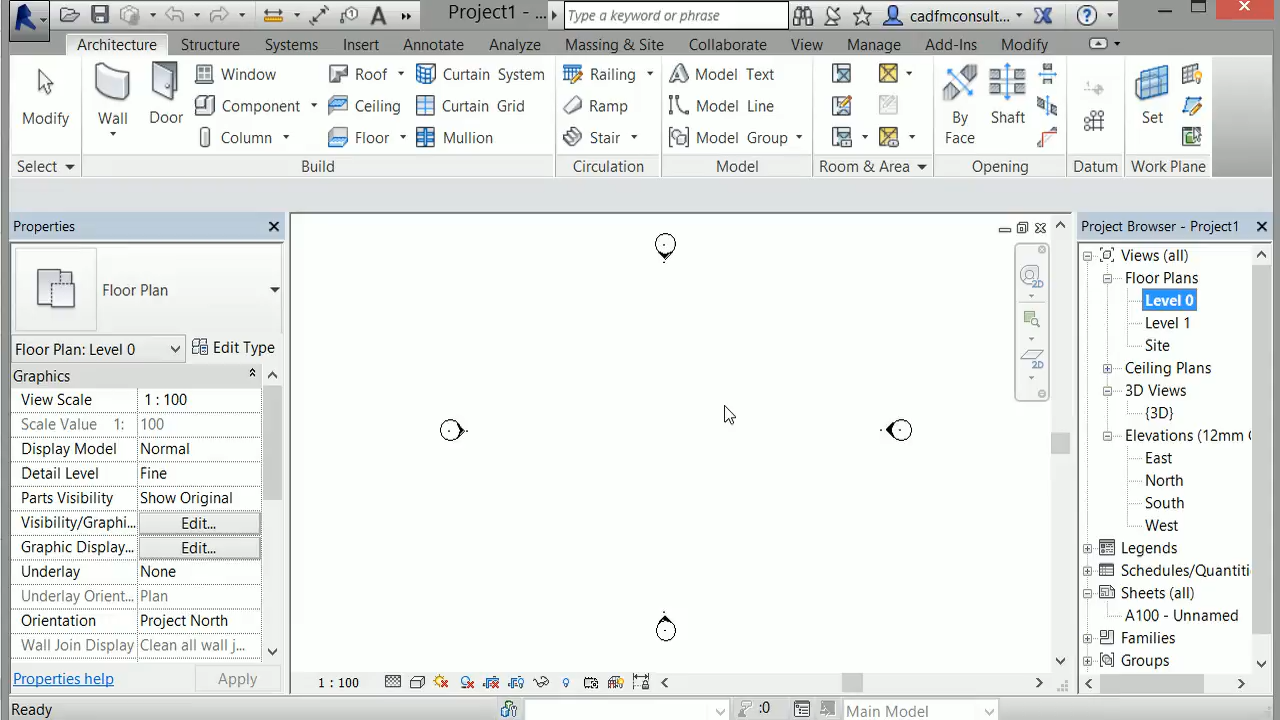 Project1 - ...
Type a keyword or phrase
cadfmconsult...
Architecture Structure Systems Insert Annotate Analyze Massing & Site Collaborate View Manage Add-Ins Modify
Modify
Wall
Door
Window
Component
Column
Roof
Ceiling
Floor
Curtain System
Curtain Grid
Mullion
Railing
Ramp
Stair
Model Text
Model Line
Model Group
By
Face
Shaft
Set
Select
Build
Circulation
Model
Room & Area
Opening
Datum
Work Plane
Properties
Floor Plan
Floor Plan: Level 0
Edit Type
Graphics
View Scale 1 : 100
Scale Value 1: 100
Display Model Normal
Detail Level Fine
Parts Visibility Show Original
Visibility/Graphi... Edit...
Graphic Display... Edit...
Underlay None
Underlay Orient... Plan
Orientation Project North
Wall Join Display Clean all wall j...
Properties help
Apply
2D
2D
1 : 100
Project Browser - Project1
Views (all)
Floor Plans
Level 0
Level 1
Site
Ceiling Plans
3D Views
{3D}
Elevations (12mm
East
North
South
West
Legends
Schedules/Quantiti
Sheets (all)
A100 - Unnamed
Families
Groups
Ready
:0
Main Model